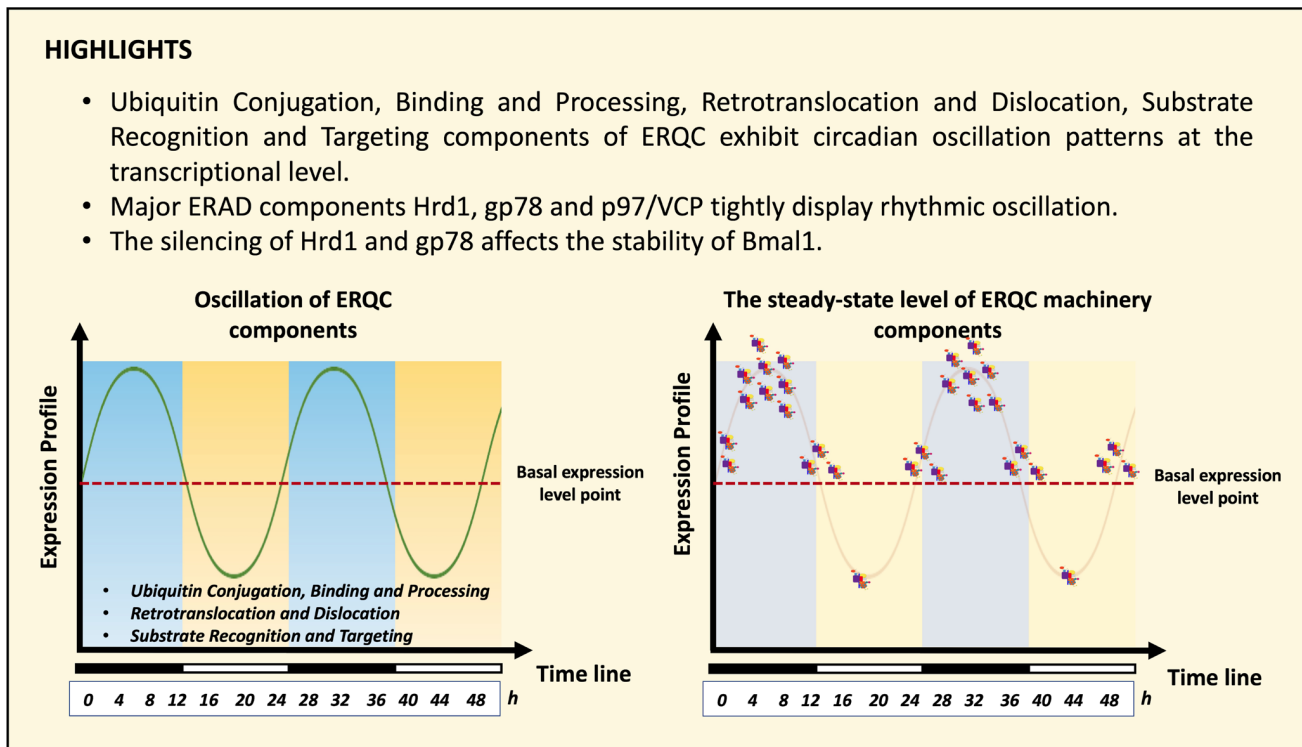 HIGHLIGHTS
• Ubiquitin Conjugation, Binding and Processing, Retrotranslocation and Dislocation, Substrate
Recognition and Targeting components of ERQC exhibit circadian oscillation patterns at the
transcriptional level.
• Major ERAD components Hrd1, gp78 and p97/VCP tightly display rhythmic oscillation.
• The silencing of Hrd1 and gp78 affects the stability of Bmal1.
Oscillation of ERQC
components
Expression Profile
Basal expression
level point
• Ubiquitin Conjugation, Binding and Processing
• Retrotranslocation and Dislocation
• Substrate Recognition and Targeting
Time line
0 4 8 12 16 20 24 28 32 36 40 44 48 h
The steady-state level of ERQC machinery
components
Expression Profile
Basal expression
level point
Time line
0 4 8 12 16 20 24 28 32 36 40 44 48 h